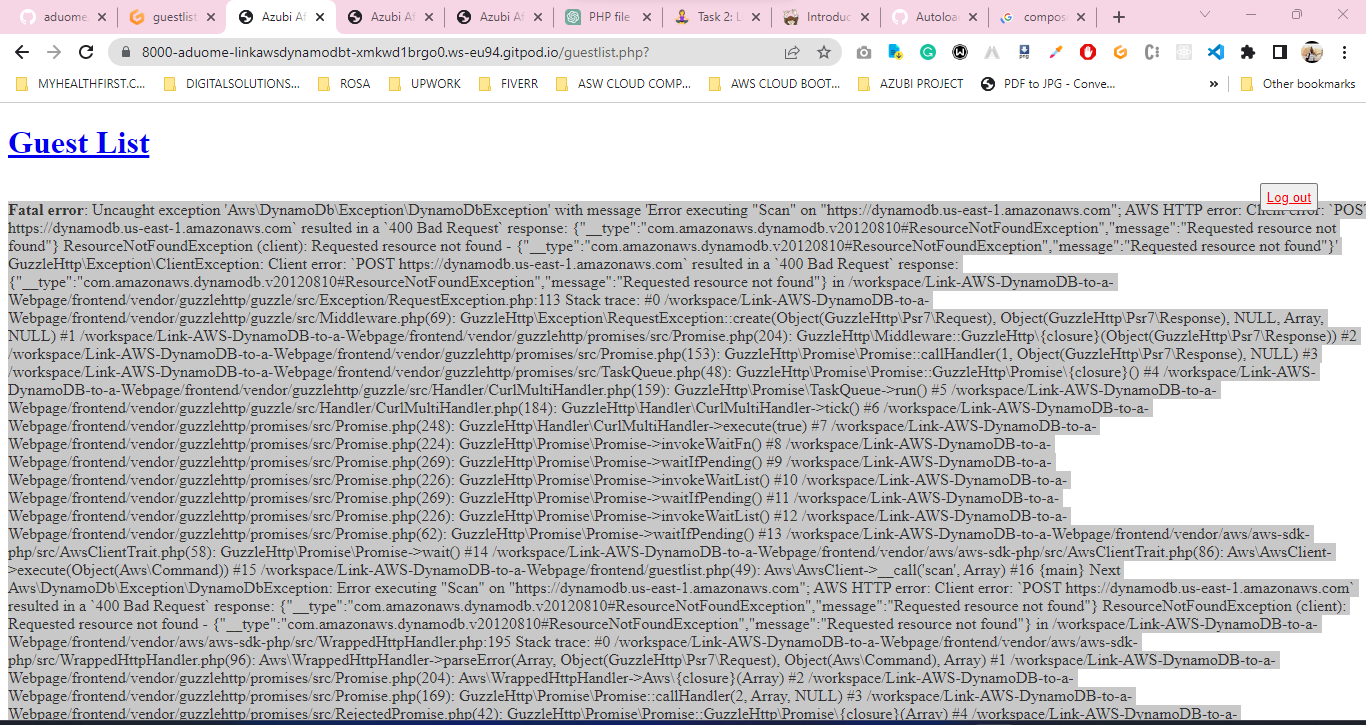 aduome,
guestlist
Azubi Af
Azubi Af
Azubi Af
PHP file
Task 2: L
Introduc
Autoload
compos
8000-aduome-linkawsdynamodbt-xmkwd1brgo0.ws-eu94.gitpod.io/guestlist.php?
MYHEALTHFIRST.C... DIGITALSOLUTIONS... ROSA UPWORK FIVERR ASW CLOUD COMP... AWS CLOUD BOOT... AZUBI PROJECT PDF to JPG - Conve... » Other bookmarks
Guest List
Log out
Fatal error: Uncaught exception 'Aws\DynamoDb\Exception\DynamoDbException' with message 'Error executing "Scan" on "https://dynamodb.us-east-1.amazonaws.com"; AWS HTTP error: Client error: `POST
https://dynamodb.us-east-1.amazonaws.com` resulted in a `400 Bad Request` response: {"__type":"com.amazonaws.dynamodb.v20120810#ResourceNotFoundException","message":"Requested resource not
found"} ResourceNotFoundException (client): Requested resource not found - {"__type":"com.amazonaws.dynamodb.v20120810#ResourceNotFoundException","message":"Requested resource not found"}'
GuzzleHttp\Exception\ClientException: Client error: `POST https://dynamodb.us-east-1.amazonaws.com` resulted in a `400 Bad Request` response:
{"__type":"com.amazonaws.dynamodb.v20120810#ResourceNotFoundException","message":"Requested resource not found"} in /workspace/Link-AWS-DynamoDB-to-a-
Webpage/frontend/vendor/guzzlehttp/guzzle/src/Exception/RequestException.php:113 Stack trace: #0 /workspace/Link-AWS-DynamoDB-to-a-
Webpage/frontend/vendor/guzzlehttp/guzzle/src/Middleware.php(69): GuzzleHttp\Exception\RequestException::create(Object(GuzzleHttp\Psr7\Request), Object(GuzzleHttp\Psr7\Response), NULL, Array,
NULL) #1 /workspace/Link-AWS-DynamoDB-to-a-Webpage/frontend/vendor/guzzlehttp/promises/src/Promise.php(204): GuzzleHttp\Middleware::GuzzleHttp\{closure}(Object(GuzzleHttp\Psr7\Response)) #2
/workspace/Link-AWS-DynamoDB-to-a-Webpage/frontend/vendor/guzzlehttp/promises/src/Promise.php(153): GuzzleHttp\Promise\Promise::callHandler(1, Object(GuzzleHttp\Psr7\Response), NULL) #3
/workspace/Link-AWS-DynamoDB-to-a-Webpage/frontend/vendor/guzzlehttp/promises/src/TaskQueue.php(48): GuzzleHttp\Promise\Promise::GuzzleHttp\Promise\{closure}() #4 /workspace/Link-AWS-
DynamoDB-to-a-Webpage/frontend/vendor/guzzlehttp/guzzle/src/Handler/CurlMultiHandler.php(159): GuzzleHttp\Promise\TaskQueue->run() #5 /workspace/Link-AWS-DynamoDB-to-a-
Webpage/frontend/vendor/guzzlehttp/guzzle/src/Handler/CurlMultiHandler.php(184): GuzzleHttp\Handler\CurlMultiHandler->tick() #6 /workspace/Link-AWS-DynamoDB-to-a-
Webpage/frontend/vendor/guzzlehttp/promises/src/Promise.php(248): GuzzleHttp\Handler\CurlMultiHandler->execute(true) #7 /workspace/Link-AWS-DynamoDB-to-a-
Webpage/frontend/vendor/guzzlehttp/promises/src/Promise.php(224): GuzzleHttp\Promise\Promise->invokeWaitFn() #8 /workspace/Link-AWS-DynamoDB-to-a-
Webpage/frontend/vendor/guzzlehttp/promises/src/Promise.php(269): GuzzleHttp\Promise\Promise->waitIfPending() #9 /workspace/Link-AWS-DynamoDB-to-a-
Webpage/frontend/vendor/guzzlehttp/promises/src/Promise.php(226): GuzzleHttp\Promise\Promise->invokeWaitList() #10 /workspace/Link-AWS-DynamoDB-to-a-
Webpage/frontend/vendor/guzzlehttp/promises/src/Promise.php(269): GuzzleHttp\Promise\Promise->waitIfPending() #11 /workspace/Link-AWS-DynamoDB-to-a-
Webpage/frontend/vendor/guzzlehttp/promises/src/Promise.php(226): GuzzleHttp\Promise\Promise->invokeWaitList() #12 /workspace/Link-AWS-DynamoDB-to-a-
Webpage/frontend/vendor/guzzlehttp/promises/src/Promise.php(62): GuzzleHttp\Promise\Promise->waitIfPending() #13 /workspace/Link-AWS-DynamoDB-to-a-Webpage/frontend/vendor/aws/aws-sdk-
php/src/AwsClientTrait.php(58): GuzzleHttp\Promise\Promise->wait() #14 /workspace/Link-AWS-DynamoDB-to-a-Webpage/frontend/vendor/aws/aws-sdk-php/src/AwsClientTrait.php(86): Aws\AwsClient-
>execute(Object(Aws\Command)) #15 /workspace/Link-AWS-DynamoDB-to-a-Webpage/frontend/guestlist.php(49): Aws\AwsClient->__call('scan', Array) #16 {main} Next
Aws\DynamoDb\Exception\DynamoDbException: Error executing "Scan" on "https://dynamodb.us-east-1.amazonaws.com"; AWS HTTP error: Client error: `POST https://dynamodb.us-east-1.amazonaws.com`
resulted in a `400 Bad Request` response: {"__type":"com.amazonaws.dynamodb.v20120810#ResourceNotFoundException","message":"Requested resource not found"} ResourceNotFoundException (client):
Requested resource not found - {"__type":"com.amazonaws.dynamodb.v20120810#ResourceNotFoundException","message":"Requested resource not found"} in /workspace/Link-AWS-DynamoDB-to-a-
Webpage/frontend/vendor/aws/aws-sdk-php/src/WrappedHttpHandler.php:195 Stack trace: #0 /workspace/Link-AWS-DynamoDB-to-a-Webpage/frontend/vendor/aws/aws-sdk-
php/src/WrappedHttpHandler.php(96): Aws\WrappedHttpHandler->parseError(Array, Object(GuzzleHttp\Psr7\Request), Object(Aws\Command), Array) #1 /workspace/Link-AWS-DynamoDB-to-a-
Webpage/frontend/vendor/guzzlehttp/promises/src/Promise.php(204): Aws\WrappedHttpHandler->Aws\{closure}(Array) #2 /workspace/Link-AWS-DynamoDB-to-a-
Webpage/frontend/vendor/guzzlehttp/promises/src/Promise.php(169): GuzzleHttp\Promise\Promise::callHandler(2, Array, NULL) #3 /workspace/Link-AWS-DynamoDB-to-a-
Webpage/frontend/vendor/guzzlehttp/promises/src/RejectedPromise.php(42): GuzzleHttp\Promise\Promise::GuzzleHttp\Promise\{closure}(Array) #4 /workspace/Link-AWS-DynamoDB-to-a-